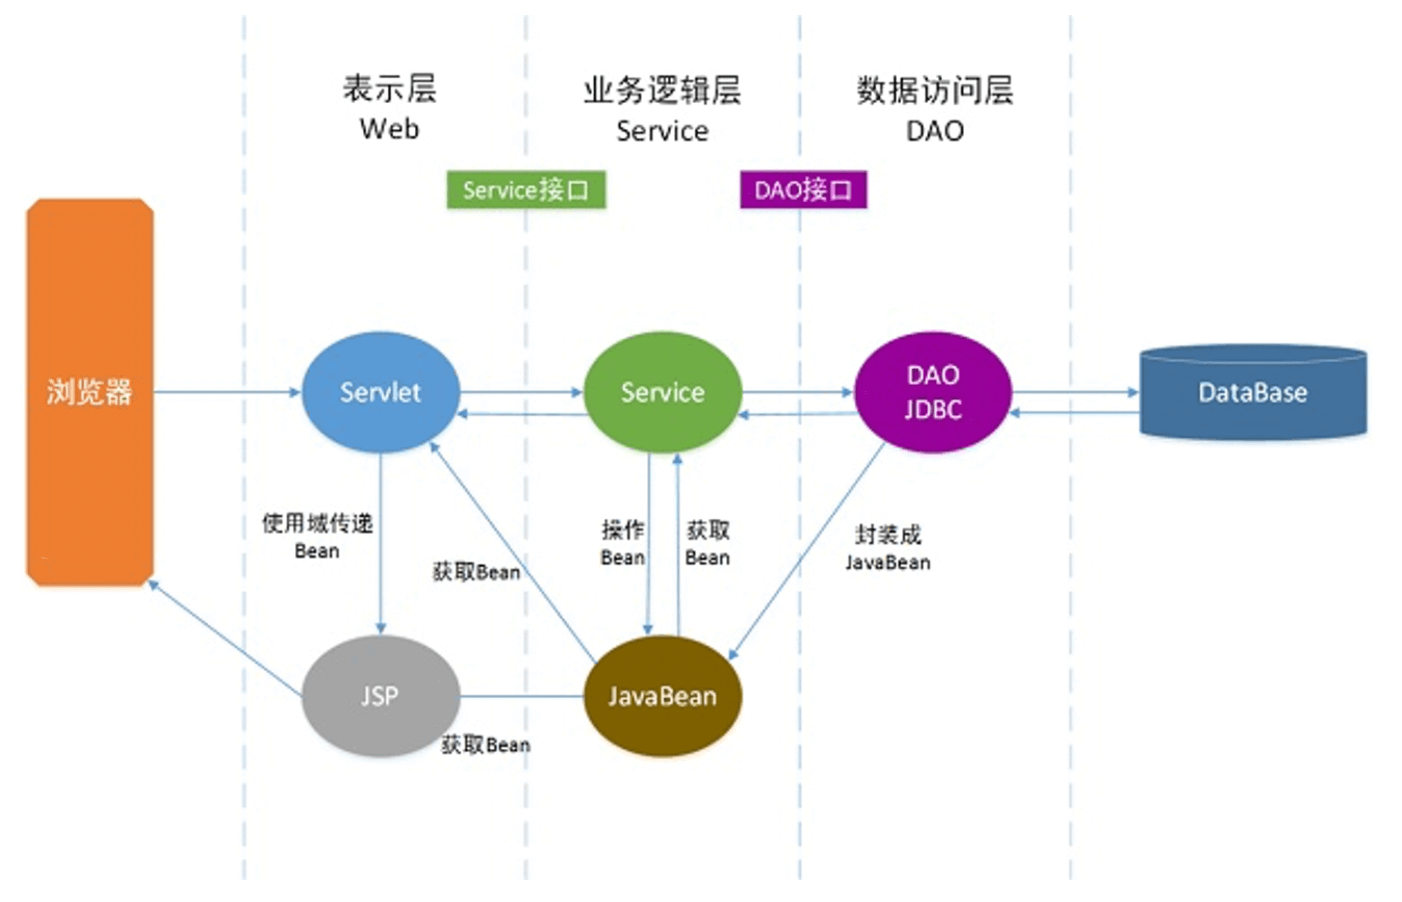 表示层
Web
业务逻辑层
Service
数据访问层
DAO
Service接口
DAO接口
浏览器
Servlet
Service
DAO
JDBC
DataBase
使用域传递
Bean
获取Bean
操作
Bean
获取
Bean
封装成
JavaBean
JSP
JavaBean
获取Bean